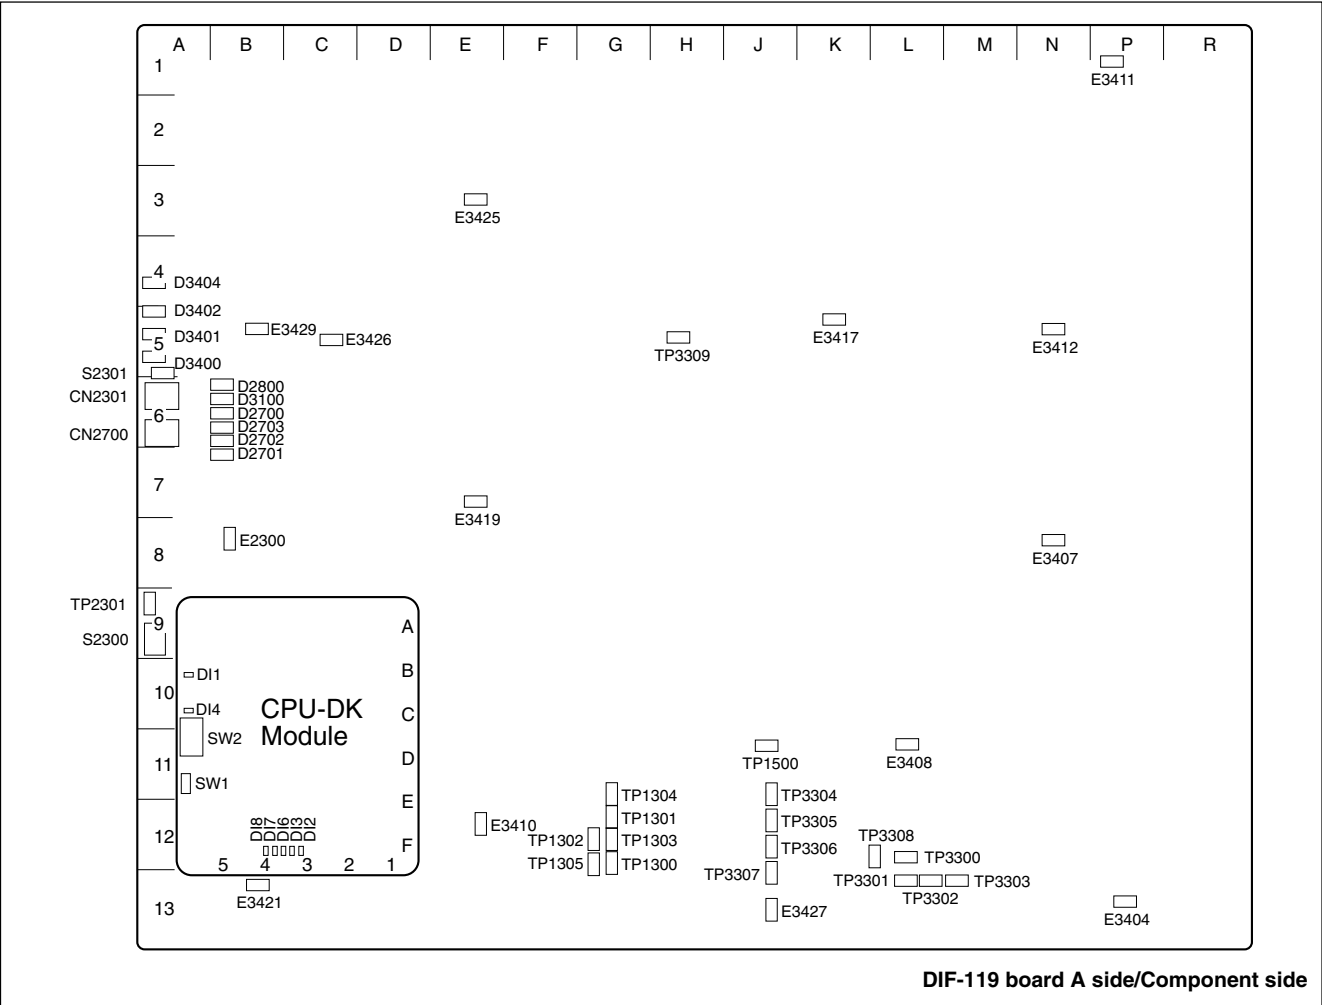 A B C D E F G H J K L M N P R
1
E3411
2
3
E3425
4
D3404
D3402
E3429
E3417
D3401
E3426
E3412
5
TP3309
D3400
S2301
D2800
CN2301
D3100
D2700
6
D2703
CN2700
D2702
D2701
7
E3419
E2300
8
E3407
TP2301
9
A
S2300
B
DI1
10
CPU-DK
C
DI4
Module
SW2
D
11
TP1500
E3408
SW1
TP1304
TP3304
E
TP1301
TP3305
E3410
DI8
DI7
DI6
DI3
DI2
12
TP1302
TP1303
TP3306
TP3308
F
TP3300
5 4 3 2 1
TP1305
TP1300
TP3307
TP3301
TP3303
TP3302
E3421
13
E3427
E3404
DIF-119 board A side/Component side